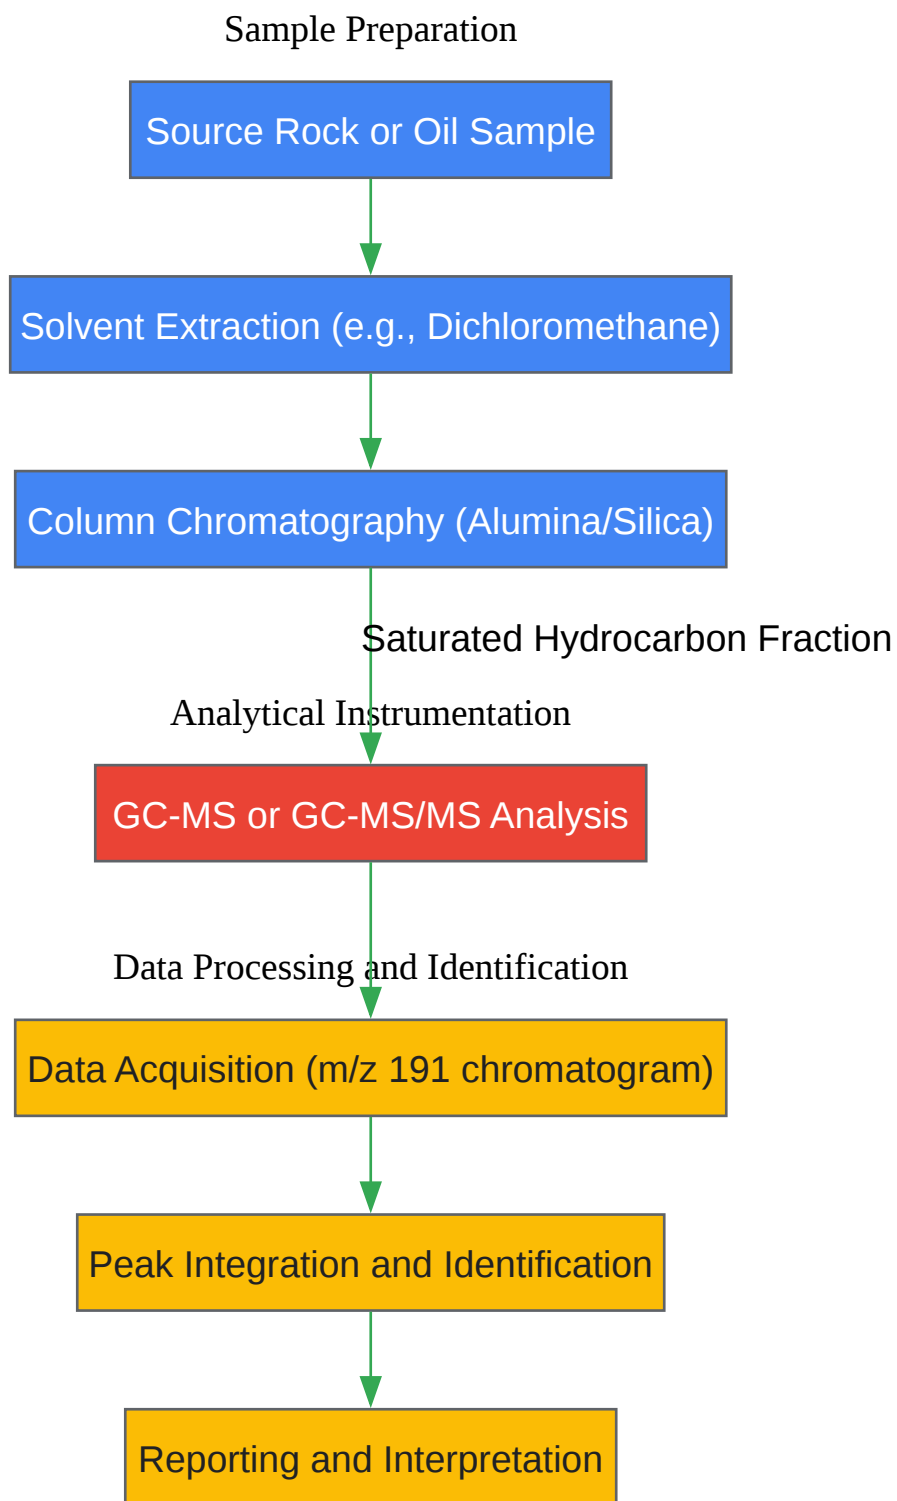 Sample Preparation
Source Rock or Oil Sample
Solvent Extraction (e.g., Dichloromethane)
Column Chromatography (Alumina/Silica)
Saturated Hydrocarbon Fraction
Analytical Instrumentation
GC-MS or GC-MS/MS Analysis
Data Processing and Identification
Data Acquisition (m/z 191 chromatogram)
Peak Integration and Identification
Reporting and Interpretation